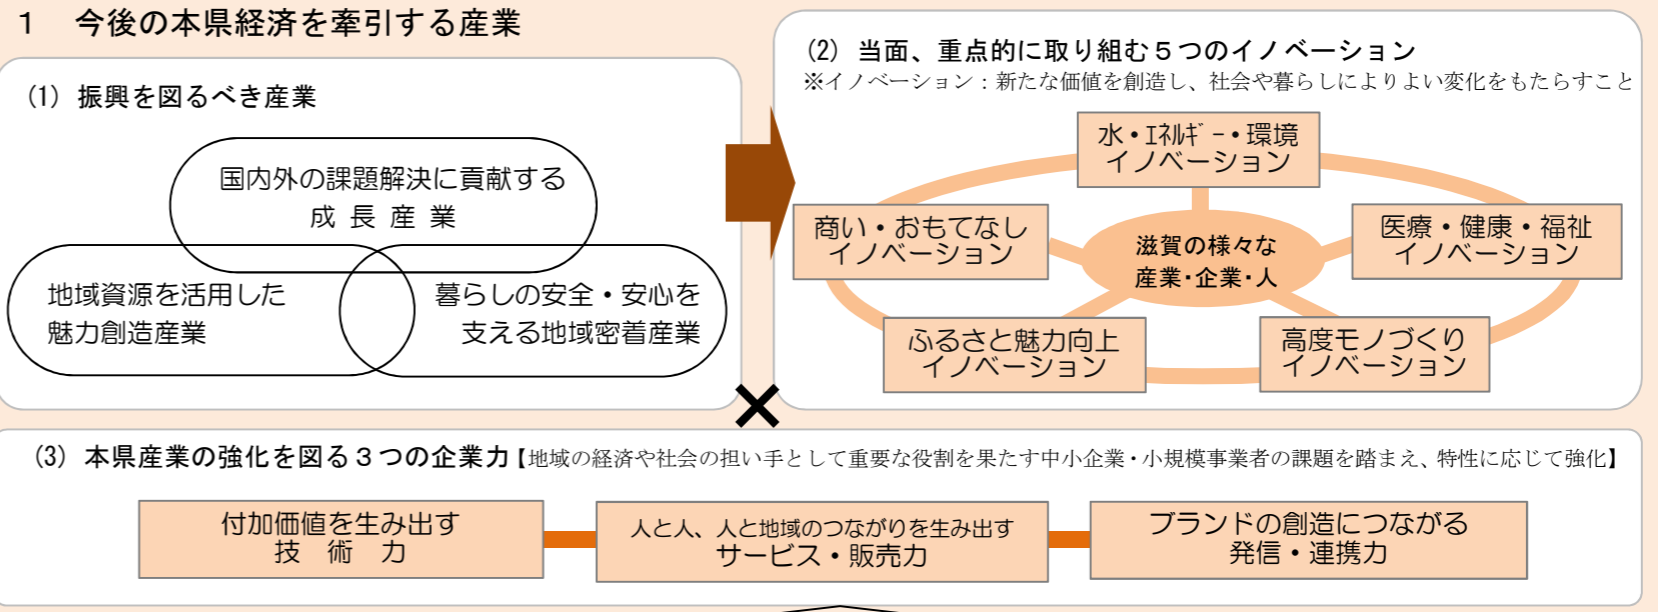 1 今後の本県経済を牽引する産業
(1) 振興を図るべき産業
国内外の課題解決に貢献する
成 長 産 業
地域資源を活用した
魅力創造産業
暮らしの安全・安心を
支える地域密着産業
(2) 当面、重点的に取り組む５つのイノベーション
※イノベーション：新たな価値を創造し、社会や暮らしによりよい変化をもたらすこと
水・ｴﾈﾙｷﾞｰ・環境
イノベーション
商い・おもてなし
イノベーション
滋賀の様々な
産業・企業・人
医療・健康・福祉
イノベーション
ふるさと魅力向上
イノベーション
高度モノづくり
イノベーション
×
(3) 本県産業の強化を図る３つの企業力【地域の経済や社会の担い手として重要な役割を果たす中小企業・小規模事業者の課題を踏まえ、特性に応じて強化】
付加価値を生み出す
技 術 力
人と人、人と地域のつながりを生み出す
サービス・販売力
ブランドの創造につながる
発信・連携力